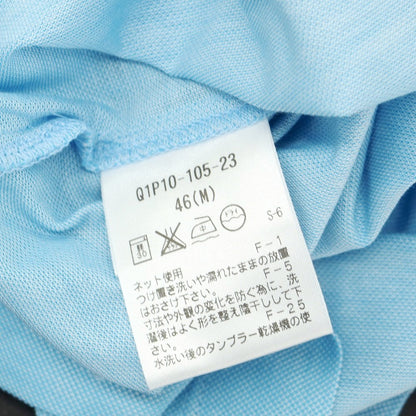 Q1P10-105-23
46(M)
S-6
30 中
F-1
ネット使用
つけ置き洗いや濡れたままの放置
はおさけ下さい。 F-5
寸法や外観の変化を防ぐ為に、洗
濯後はよく形を整え陰干しして下
F-25
水洗い後のタンブラー乾燥機の使